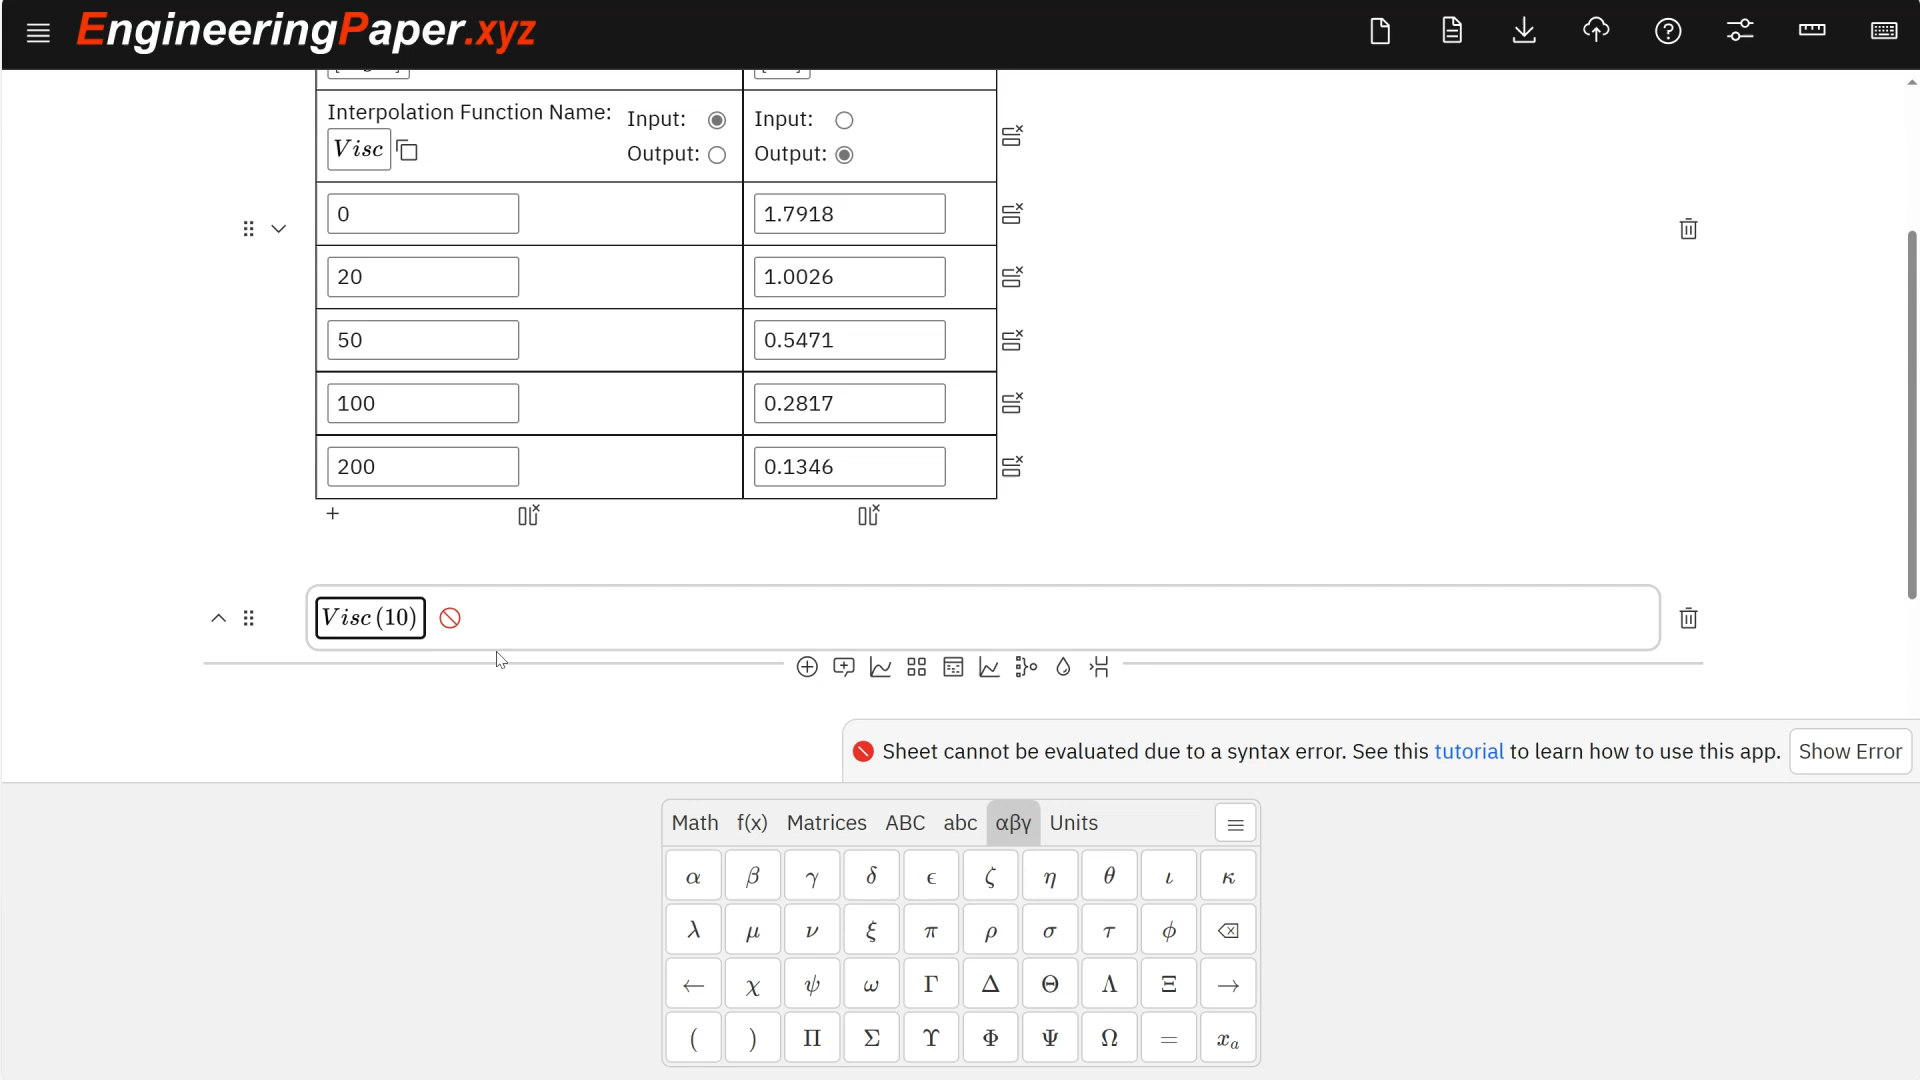 EngineeringPaper.xyz
Interpolation Function Name:
Visc
Input:
Output:
Input:
Output:
0
1.7918
20
1.0026
50
0.5471
100
0.2817
200
0.1346
+
Visc(10)
Sheet cannot be evaluated due to a syntax error. See this tutorial to learn how to use this app.
Show Error
Math f(x) Matrices ABC abc αβγ Units
α β γ δ ϵ ζ η θ ι κ
λ μ ν ξ π ρ σ τ ϕ ⌫
← χ ψ ω Γ Δ Θ Λ Ξ →
( ) Π Σ ϒ Φ Ψ Ω = xₐ